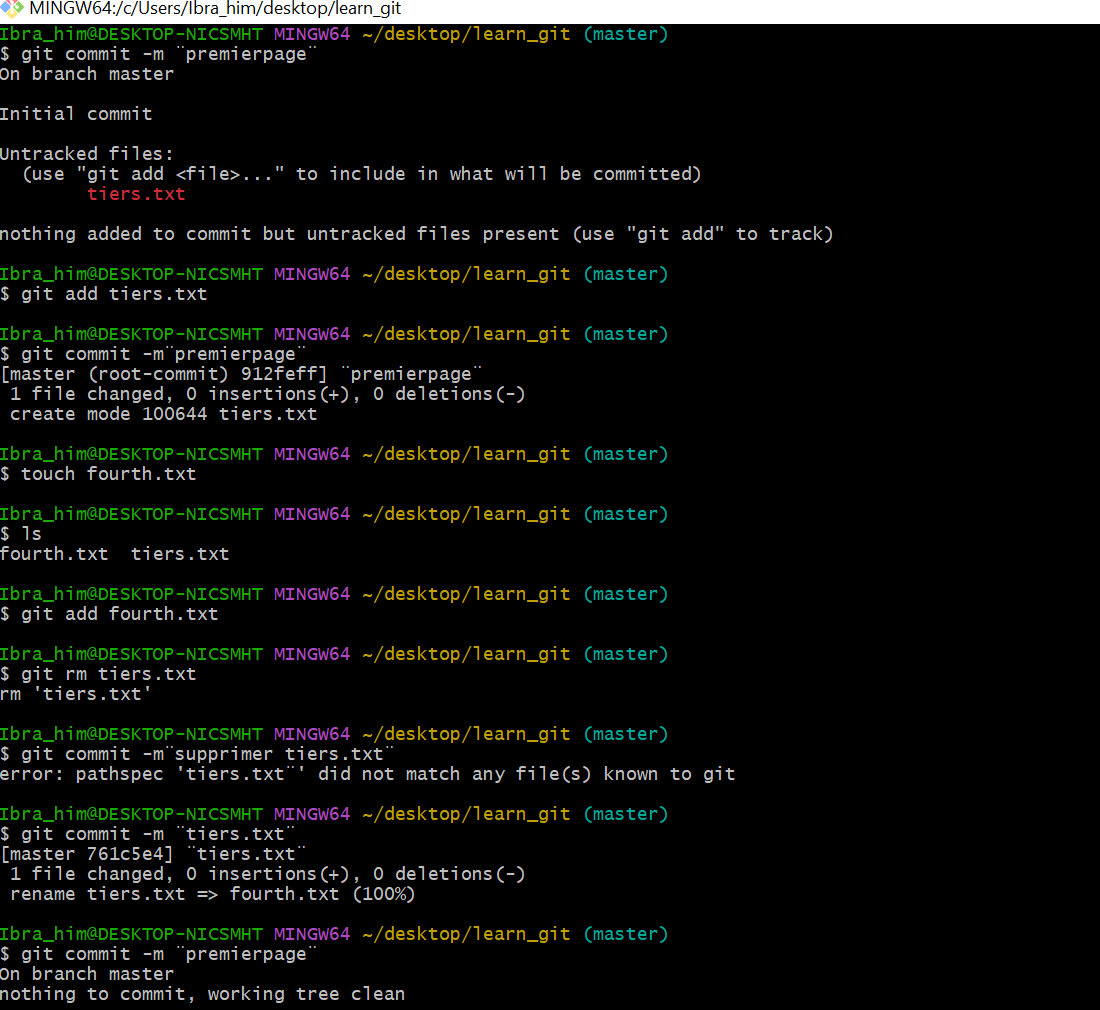 MINGW64:/c/Users/Ibra_him/desktop/learn_git
Ibra_him@DESKTOP-NICSMHT MINGW64 ~/desktop/learn_git (master)
$ git commit -m ¨premierpage¨
On branch master
Initial commit
Untracked files:
(use "git add <file>..." to include in what will be committed)
tiers.txt
nothing added to commit but untracked files present (use "git add" to track)
Ibra_him@DESKTOP-NICSMHT MINGW64 ~/desktop/learn_git (master)
$ git add tiers.txt
Ibra_him@DESKTOP-NICSMHT MINGW64 ~/desktop/learn_git (master)
$ git commit -m¨premierpage¨
[master (root-commit) 912feff] ¨premierpage¨
1 file changed, 0 insertions(+), 0 deletions(-)
create mode 100644 tiers.txt
Ibra_him@DESKTOP-NICSMHT MINGW64 ~/desktop/learn_git (master)
$ touch fourth.txt
Ibra_him@DESKTOP-NICSMHT MINGW64 ~/desktop/learn_git (master)
$ ls
fourth.txt  tiers.txt
Ibra_him@DESKTOP-NICSMHT MINGW64 ~/desktop/learn_git (master)
$ git add fourth.txt
Ibra_him@DESKTOP-NICSMHT MINGW64 ~/desktop/learn_git (master)
$ git rm tiers.txt
rm 'tiers.txt'
Ibra_him@DESKTOP-NICSMHT MINGW64 ~/desktop/learn_git (master)
$ git commit -m¨supprimer tiers.txt¨
error: pathspec 'tiers.txt¨' did not match any file(s) known to git
Ibra_him@DESKTOP-NICSMHT MINGW64 ~/desktop/learn_git (master)
$ git commit -m ¨tiers.txt¨
[master 761c5e4] ¨tiers.txt¨
1 file changed, 0 insertions(+), 0 deletions(-)
rename tiers.txt => fourth.txt (100%)
Ibra_him@DESKTOP-NICSMHT MINGW64 ~/desktop/learn_git (master)
$ git commit -m ¨premierpage¨
On branch master
nothing to commit, working tree clean